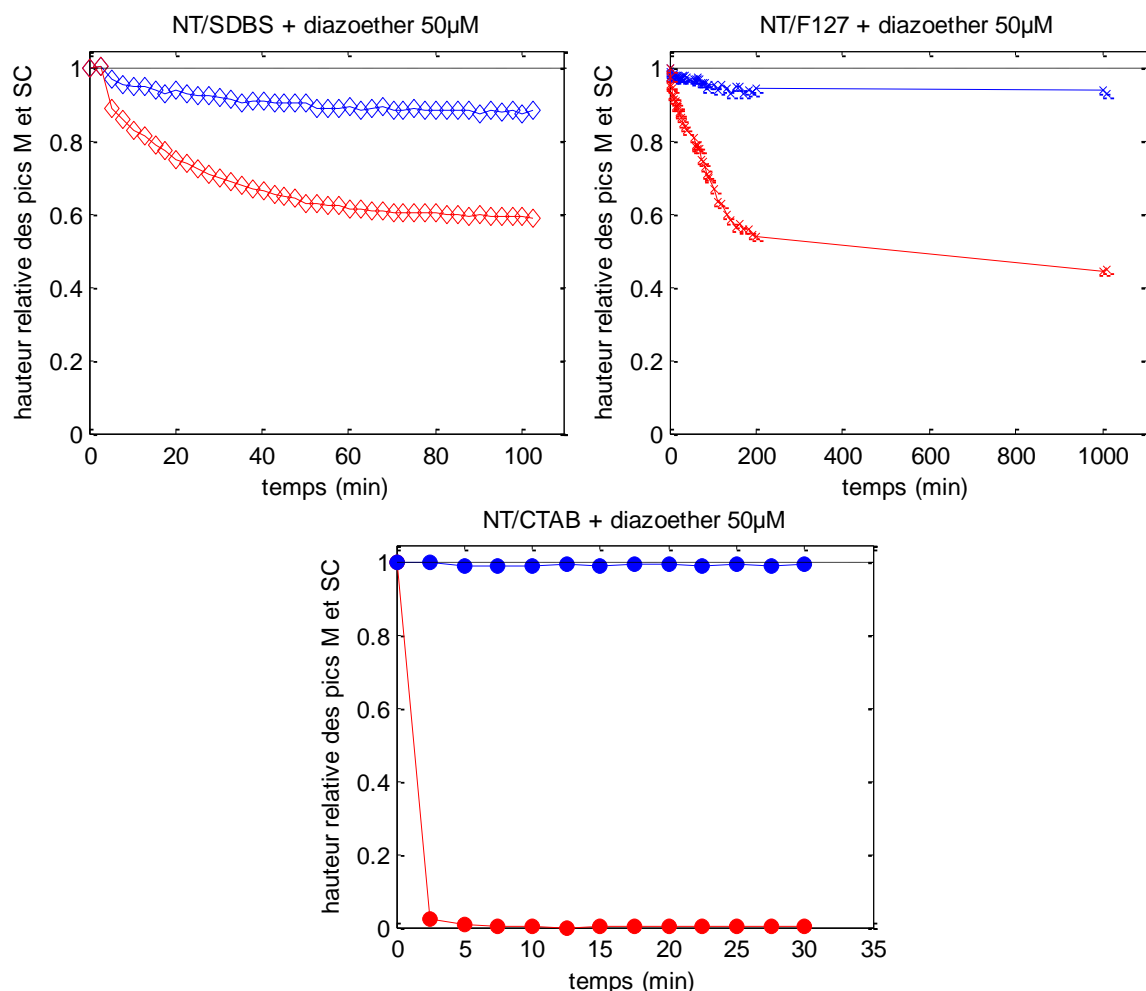 NT/SDBS + diazoether 50µM
hauteur relative des pics M et SC
1
0.8
0.6
0.4
0.2
0
0 20 40 60 80 100
temps (min)
NT/F127 + diazoether 50µM
hauteur relative des pics M et SC
1
0.8
0.6
0.4
0.2
0
0 200 400 600 800 1000
temps (min)
NT/CTAB + diazoether 50µM
hauteur relative des pics M et SC
1
0.8
0.6
0.4
0.2
0
0 5 10 15 20 25 30 35
temps (min)